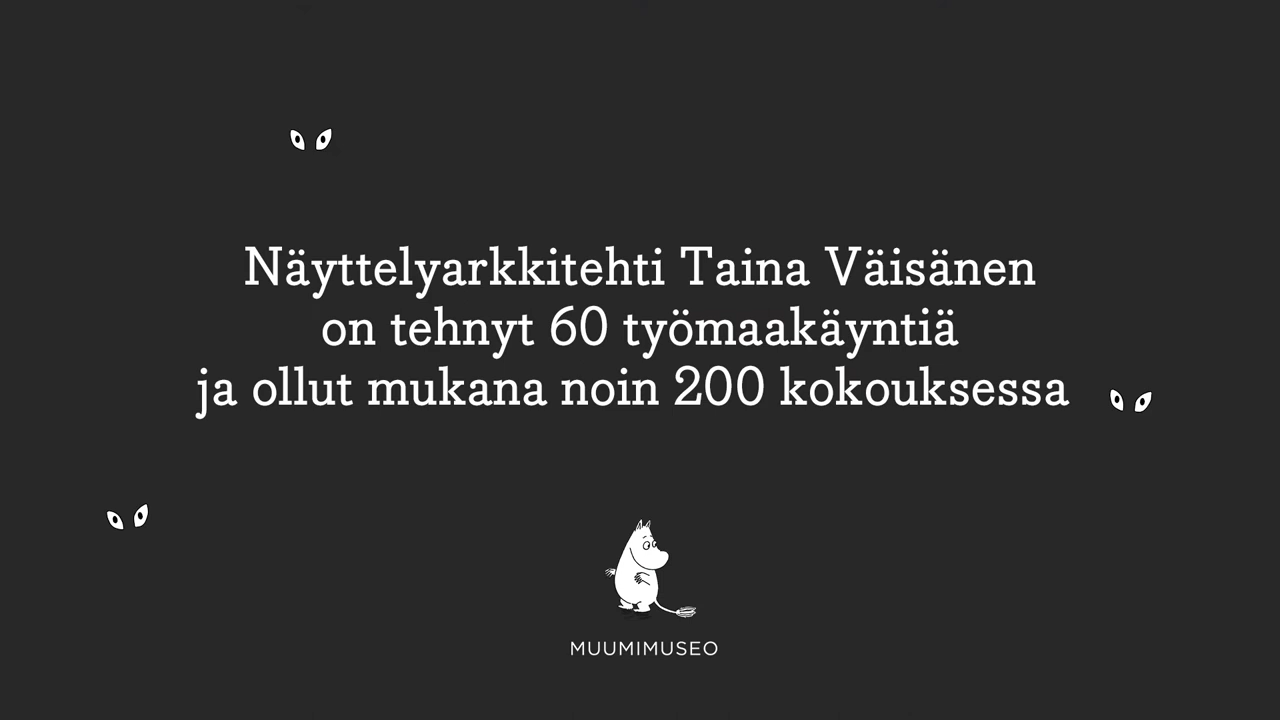 Näyttelyarkkitehti Taina Väisänen
on tehnyt 60 työmaakäyntiä
ja ollut mukana noin 200 kokouksessa
MUUMIMUSEO